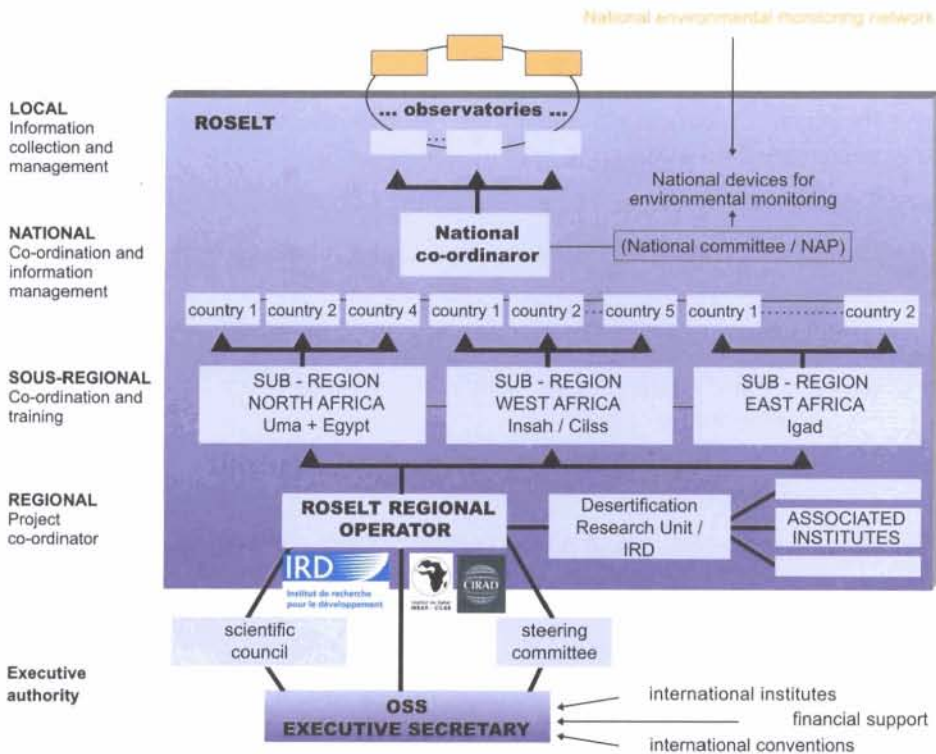 National environmental monitoring network
LOCAL
Information
collection and
management
ROSELT
... observatories ...
National devices for
environmental monitoring
NATIONAL
Co-ordination and
information
management
National
co-ordinaror
(National committee / NAP)
country 1 country 2 country 4 country 1 country 2 country 5 country 1 country 2
SOUS-REGIONAL
Co-ordination and
training
SUB - REGION
NORTH AFRICA
Uma + Egypt
SUB - REGION
WEST AFRICA
Insah / Cilss
SUB - REGION
EAST AFRICA
Igad
REGIONAL
Project
co-ordinator
ROSELT REGIONAL
OPERATOR
Desertification
Research Unit /
IRD
ASSOCIATED
INSTITUTES
IRD
Institut de recherche
pour le développement
CIRAD
scientific
council
steering
committee
Executive
authority
OSS
EXECUTIVE SECRETARY
international institutes
financial support
international conventions